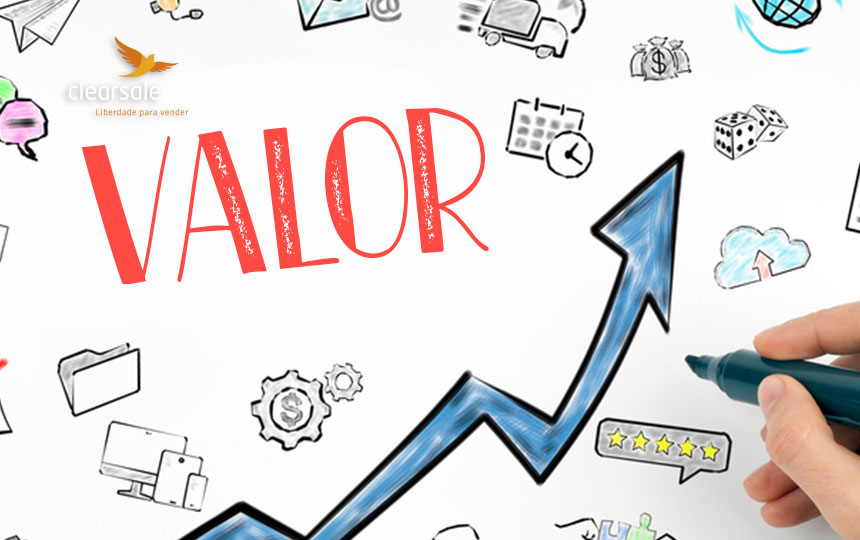 clearsale
Liberdade para vender
VALOR
@
$
$